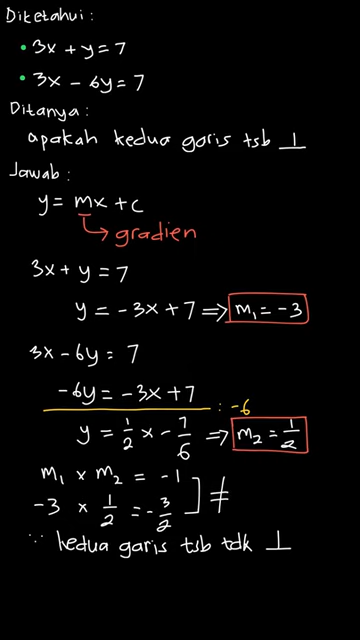 Diketahui :
• 3x + y = 7
• 3x - 6y = 7
Ditanya :
apakah kedua garis tsb ⊥
Jawab :
y = mx + c
↳ gradien
3x + y = 7
y = -3x + 7 ⇒ m₁ = -3
3x - 6y = 7
-6y = -3x + 7 : -6
y = 1/2 x - 7/6 ⇒ m₂ = 1/2
m₁ × m₂ = -1
-3 × 1/2 = -3/2 ] ≠
∵ kedua garis tsb tdk ⊥